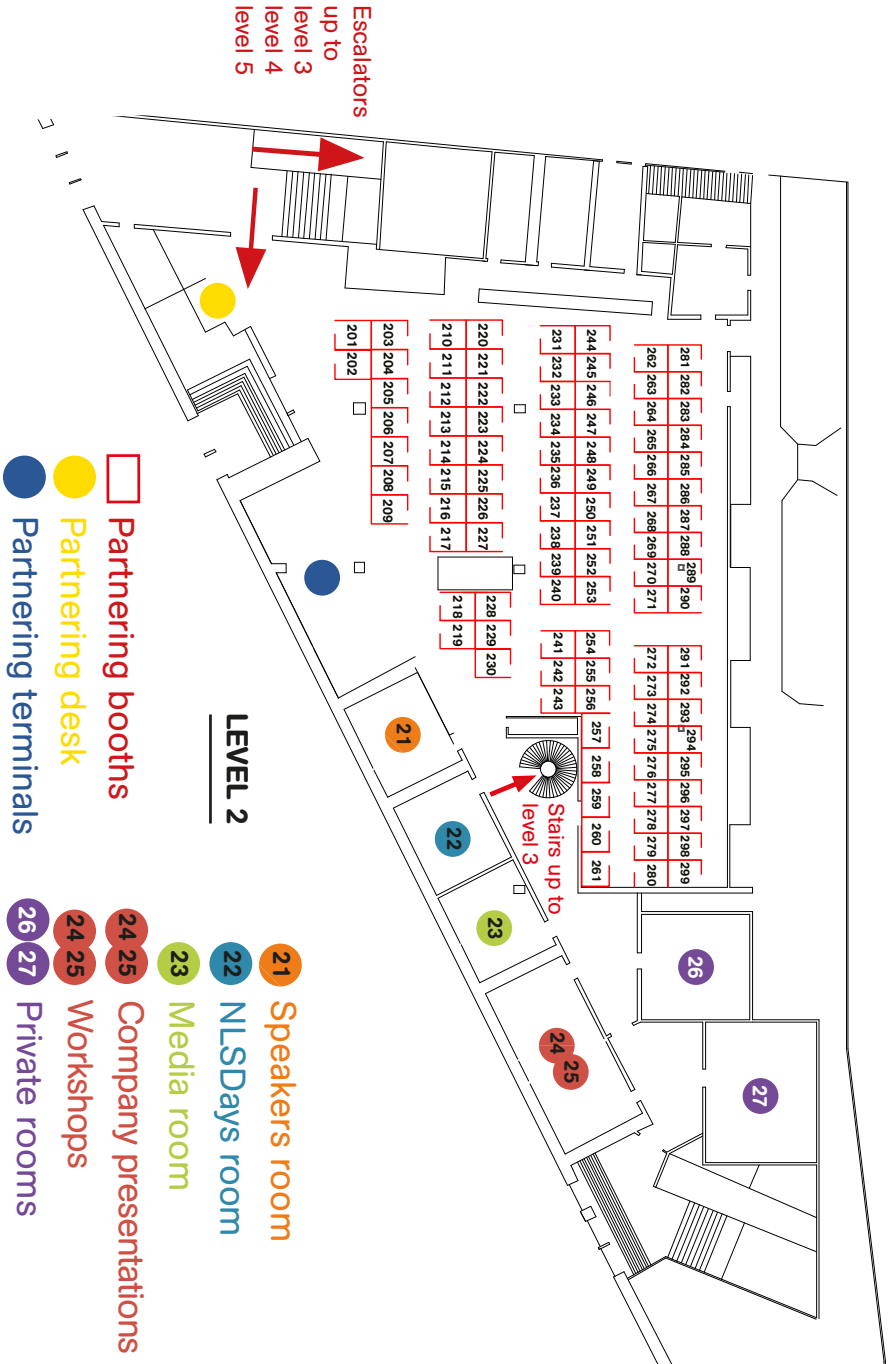 27
26
281 282 283 284 285 286 287 288 289 290 291 292 293 294 295 296 297 298 299
262 263 264 265 266 267 268 269 270 271 272 273 274 275 276 277 278 279 280
244 245 246 247 248 249 250 251 252 253 254 255 256 257 258 259 260 261
231 232 233 234 235 236 237 238 239 240 241 242 243
Stairs up to
level 3
24 25
220 221 222 223 224 225 226 227 228 229 230
210 211 212 213 214 215 216 217 218 219
23
22
21
203 204 205 206 207 208 209
201 202
Escalators
up to
level 3
level 4
level 5
LEVEL 2
Partnering booths
Partnering desk
Partnering terminals
21 Speakers room
22 NLSDays room
23 Media room
24 25 Company presentations
24 25 Workshops
26 27 Private rooms